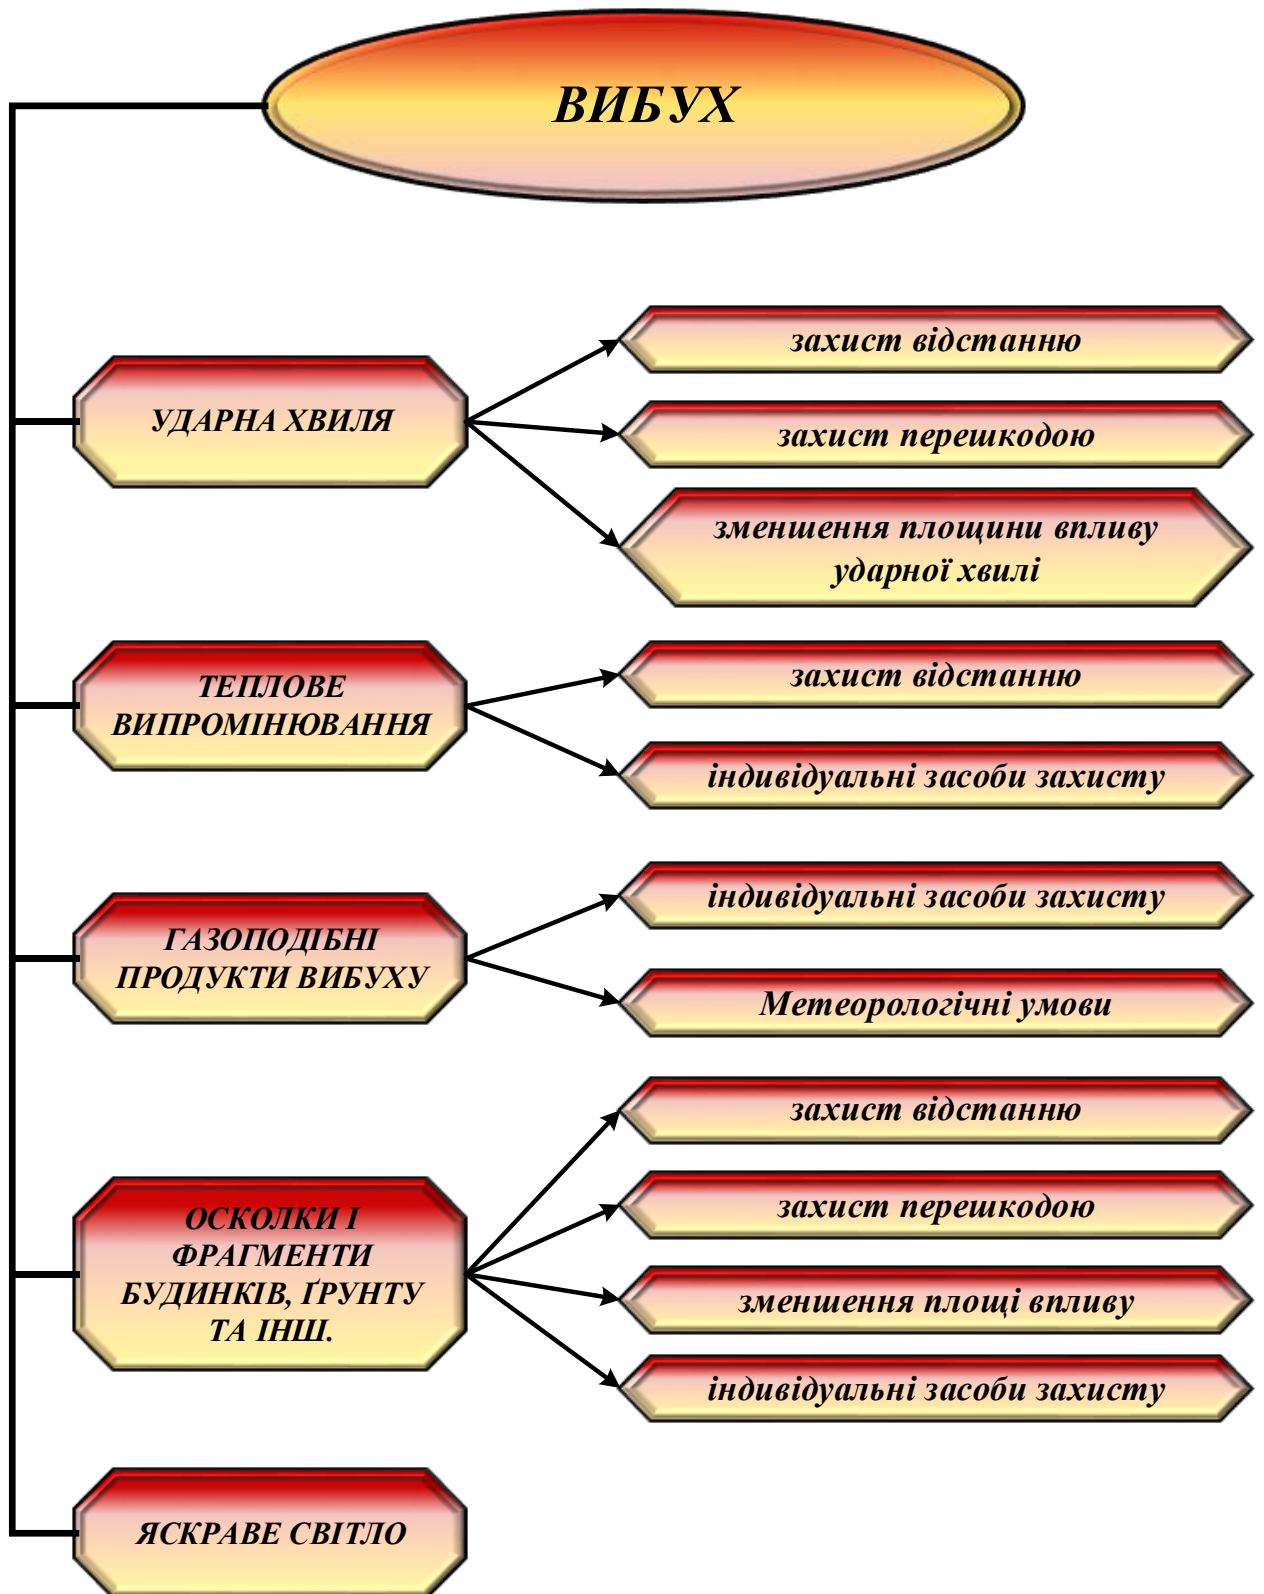 ВИБУХ
УДАРНА ХВИЛЯ
захист відстанню
захист перешкодою
зменшення площини впливу
ударної хвилі
ТЕПЛОВЕ
ВИПРОМІНЮВАННЯ
захист відстанню
індивідуальні засоби захисту
ГАЗОПОДІБНІ
ПРОДУКТИ ВИБУХУ
індивідуальні засоби захисту
Метеорологічні умови
ОСКОЛКИ І
ФРАГМЕНТИ
БУДИНКІВ, ҐРУНТУ
ТА ІНШ.
захист відстанню
захист перешкодою
зменшення площі впливу
індивідуальні засоби захисту
ЯСКРАВЕ СВІТЛО